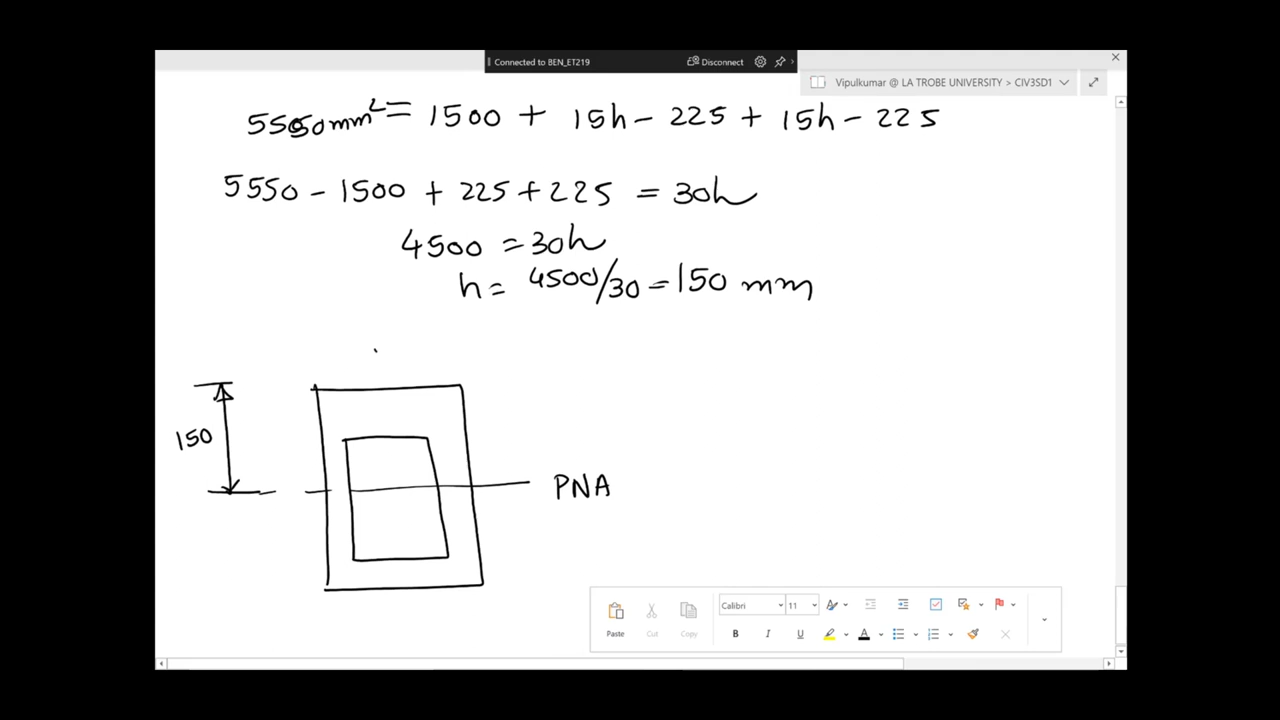 Connected to BEN_ET219
Disconnect
Vipulkumar @ LA TROBE UNIVERSITY > CIV3SD1
5550mm² = 1500 + 15h - 225 + 15h - 225
5550 - 1500 + 225 + 225 = 30h
4500 = 30h
h = 4500/30 = 150 mm
150
PNA
Calibri 11
Paste Cut Copy B I U A